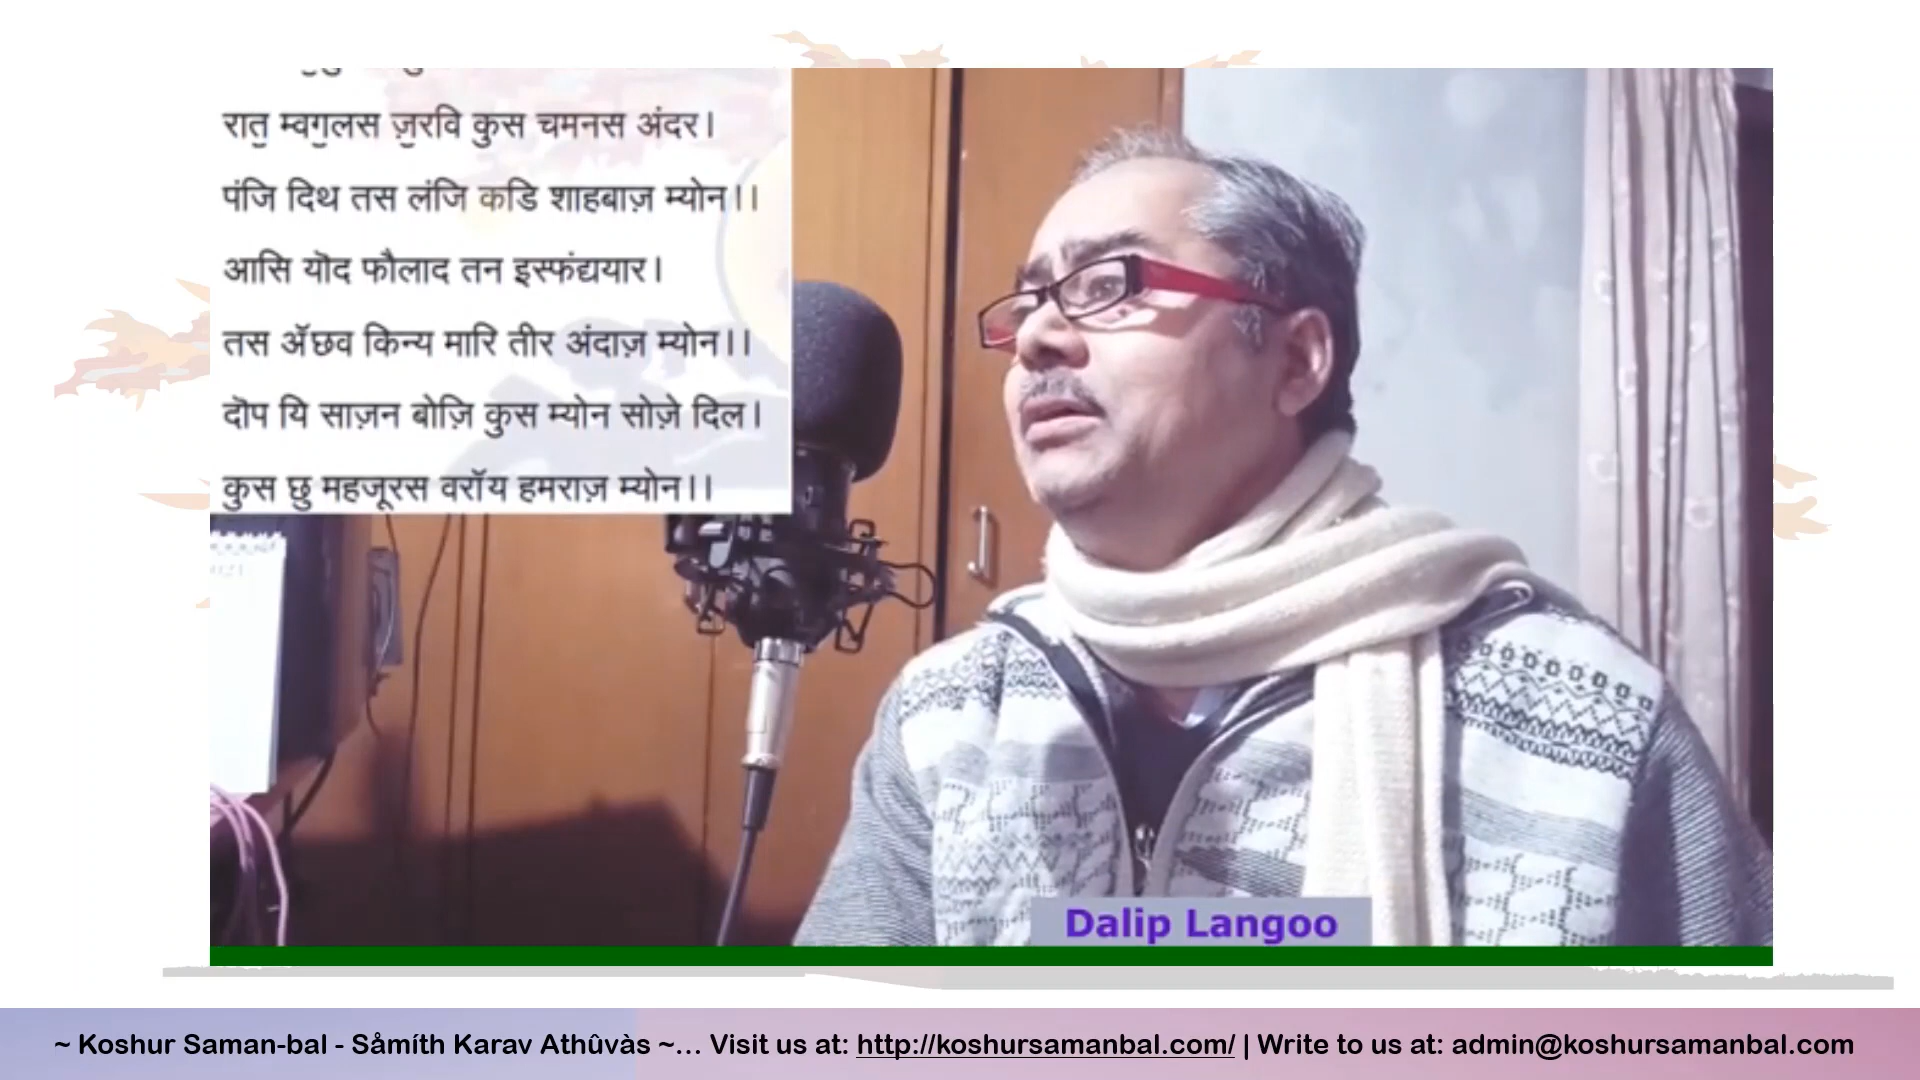 रातॖ म्वगॖलस ज़ॖरवि कुस चमनस अंदर।
पंजि दिथ तस लंजि कडि शाहबाज़ म्योन।।
आसि यॊद फौलाद तन इस्फंद्ययार।
तस अॅछव किन्य मारि तीर अंदाज़ म्योन।।
दॊप यि साज़न बोज़ि कुस म्योन सोज़े दिल।
कुस छु महजूरस वरॉय हमराज़ म्योन।।
Dalip Langoo
~ Koshur Saman-bal - Såmíth Karav Athûvàs ~... Visit us at: http://koshursamanbal.com/ | Write to us at: admin@koshursamanbal.com